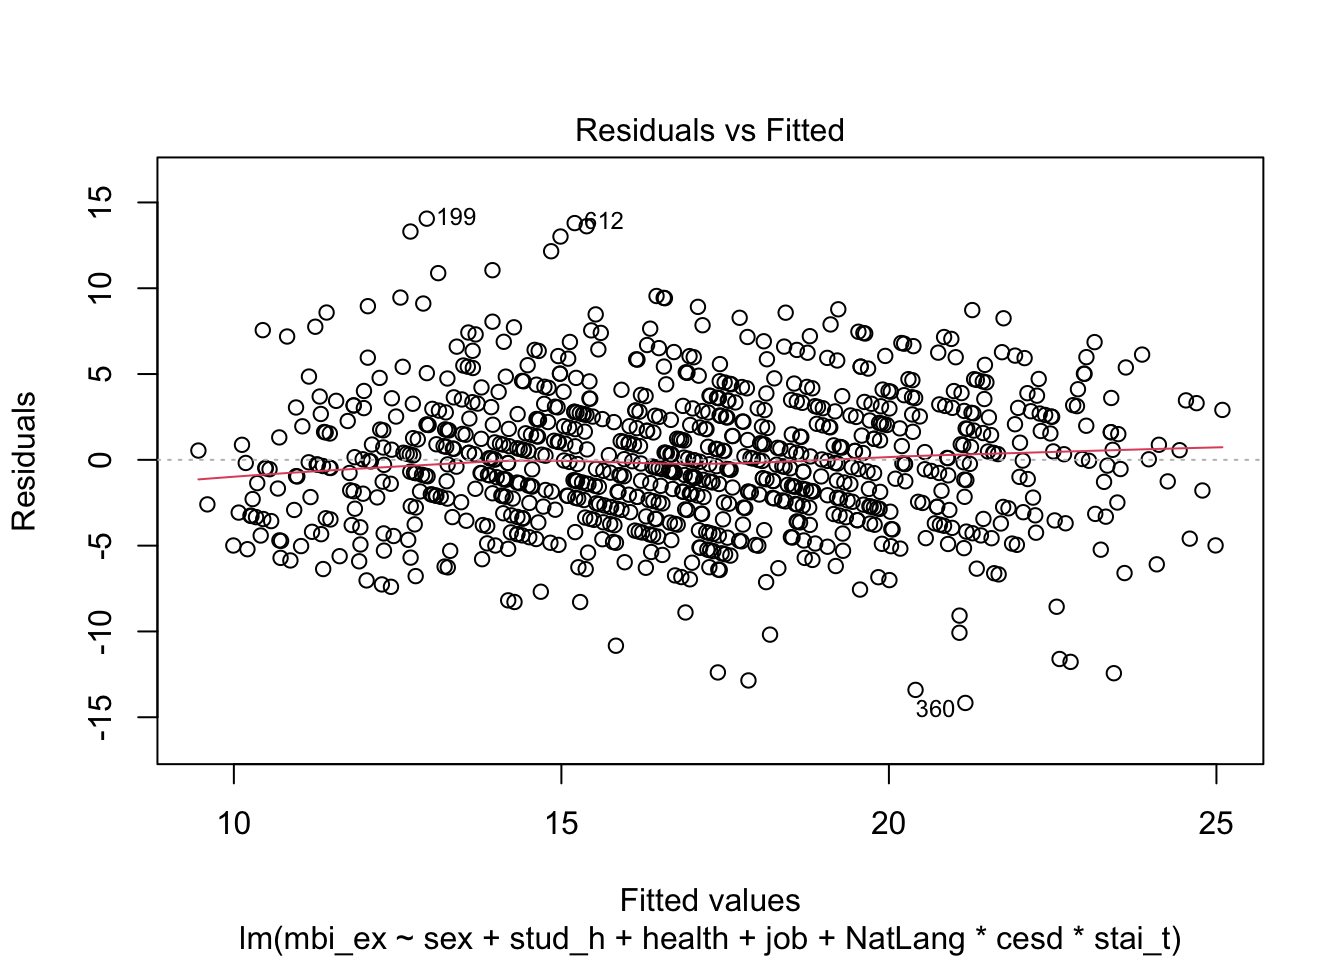 Residuals vs Fitted
15
10
5
0
-5
-10
-15
Residuals
199
612
360
10 15 20 25
Fitted values
lm(mbi_ex ~ sex + stud_h + health + job + NatLang * cesd * stai_t)